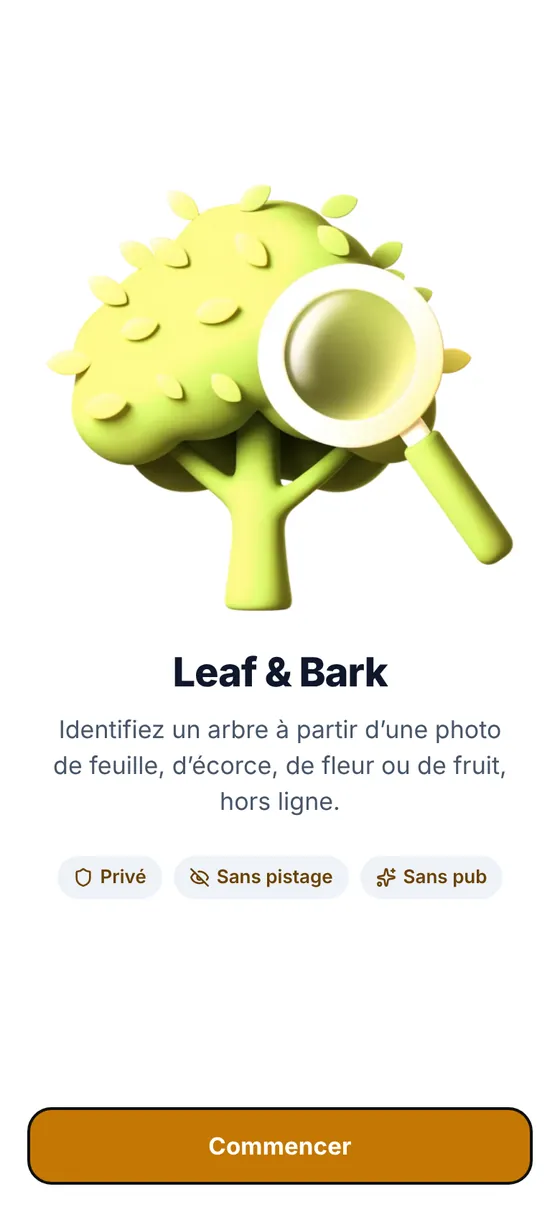 Leaf & Bark
Identifiez un arbre à partir d’une photo
de feuille, d’écorce, de fleur ou de fruit,
hors ligne.
Privé
Sans pistage
Sans pub
Commencer